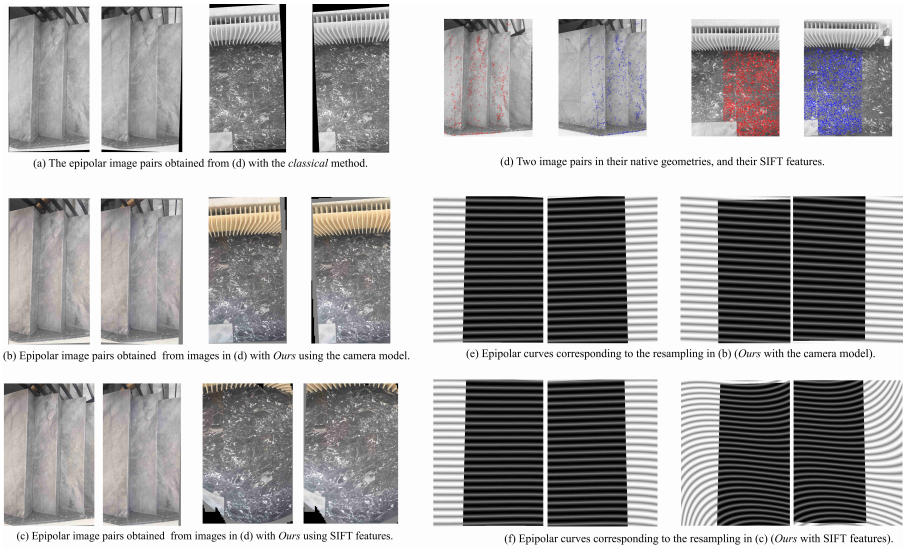 (a) The epipolar image pairs obtained from (d) with the classical method.
(b) Epipolar image pairs obtained from images in (d) with Ours using the camera model.
(c) Epipolar image pairs obtained from images in (d) with Ours using SIFT features.
(d) Two image pairs in their native geometries, and their SIFT features.
(e) Epipolar curves corresponding to the resampling in (b) (Ours with the camera model).
(f) Epipolar curves corresponding to the resampling in (c) (Ours with SIFT features).